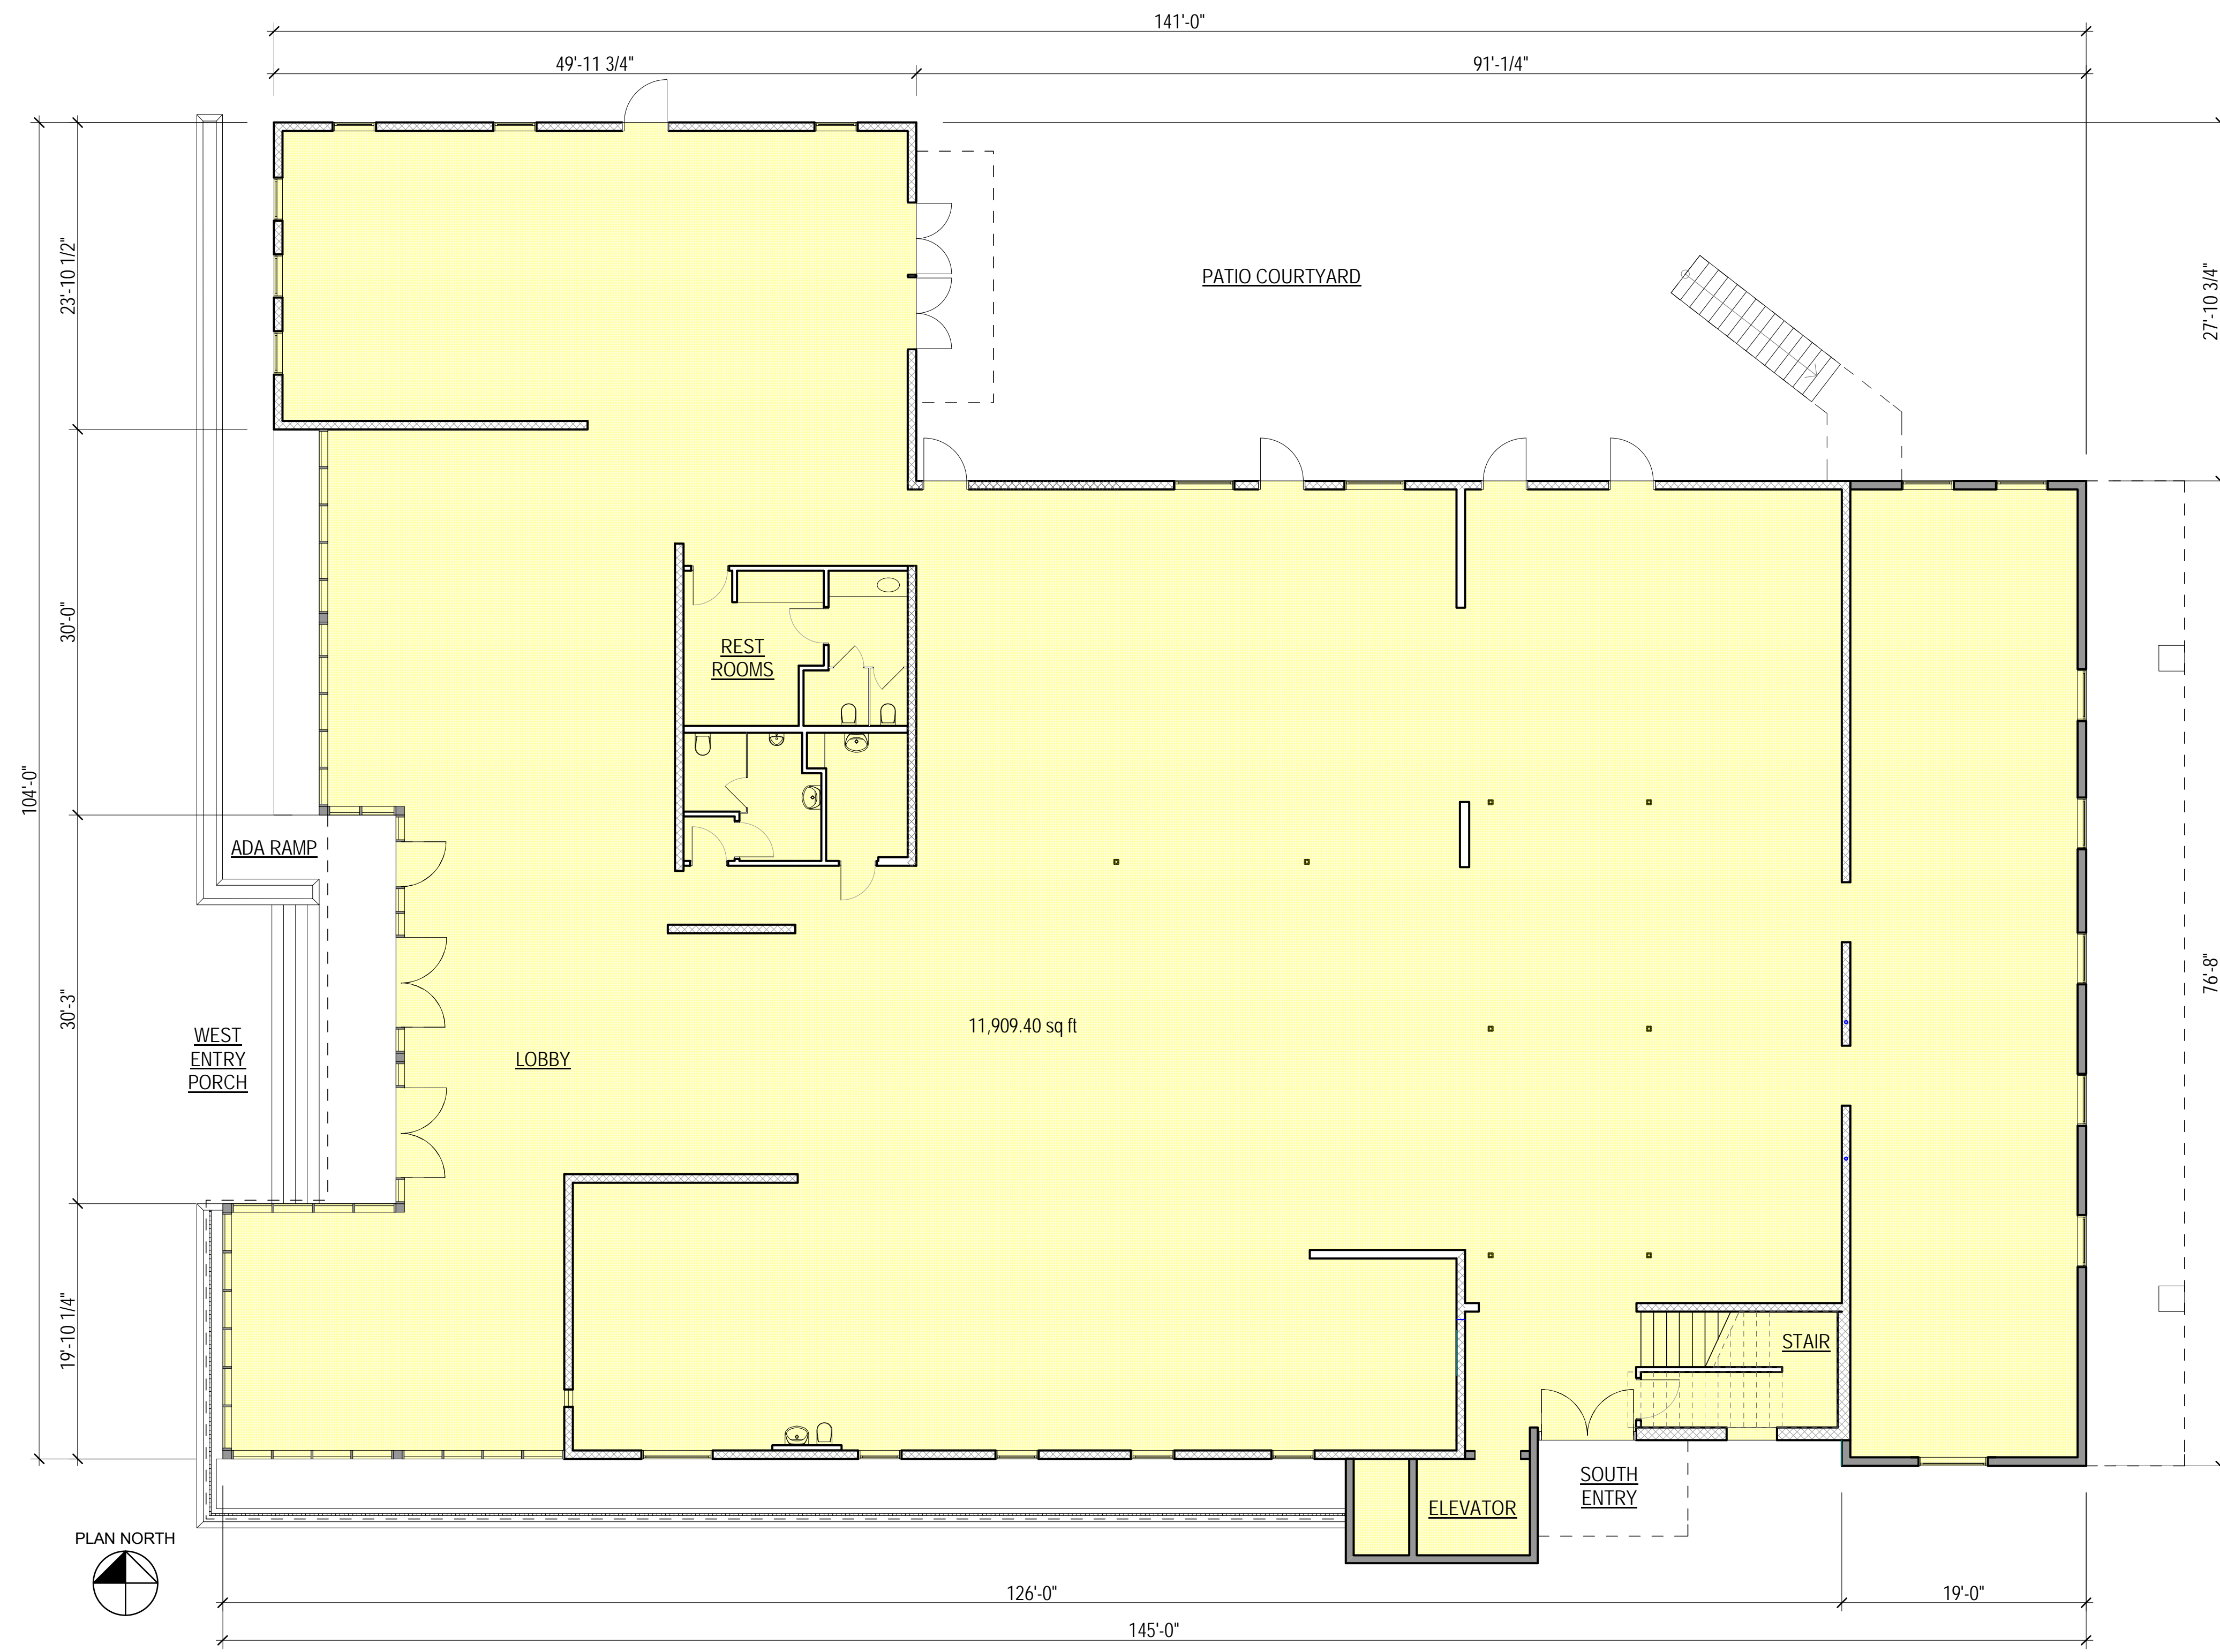 141'-0"
49'-11 3/4"
91'-1/4"
23'-10 1/2"
PATIO COURTYARD
27'-10 3/4"
30'-0"
REST
ROOMS
104'-0"
ADA RAMP
30'-3"
76'-8"
11,909.40 sq ft
WEST
ENTRY
PORCH
LOBBY
19'-10 1/4"
STAIR
SOUTH
ENTRY
ELEVATOR
PLAN NORTH
126'-0"
19'-0"
145'-0"